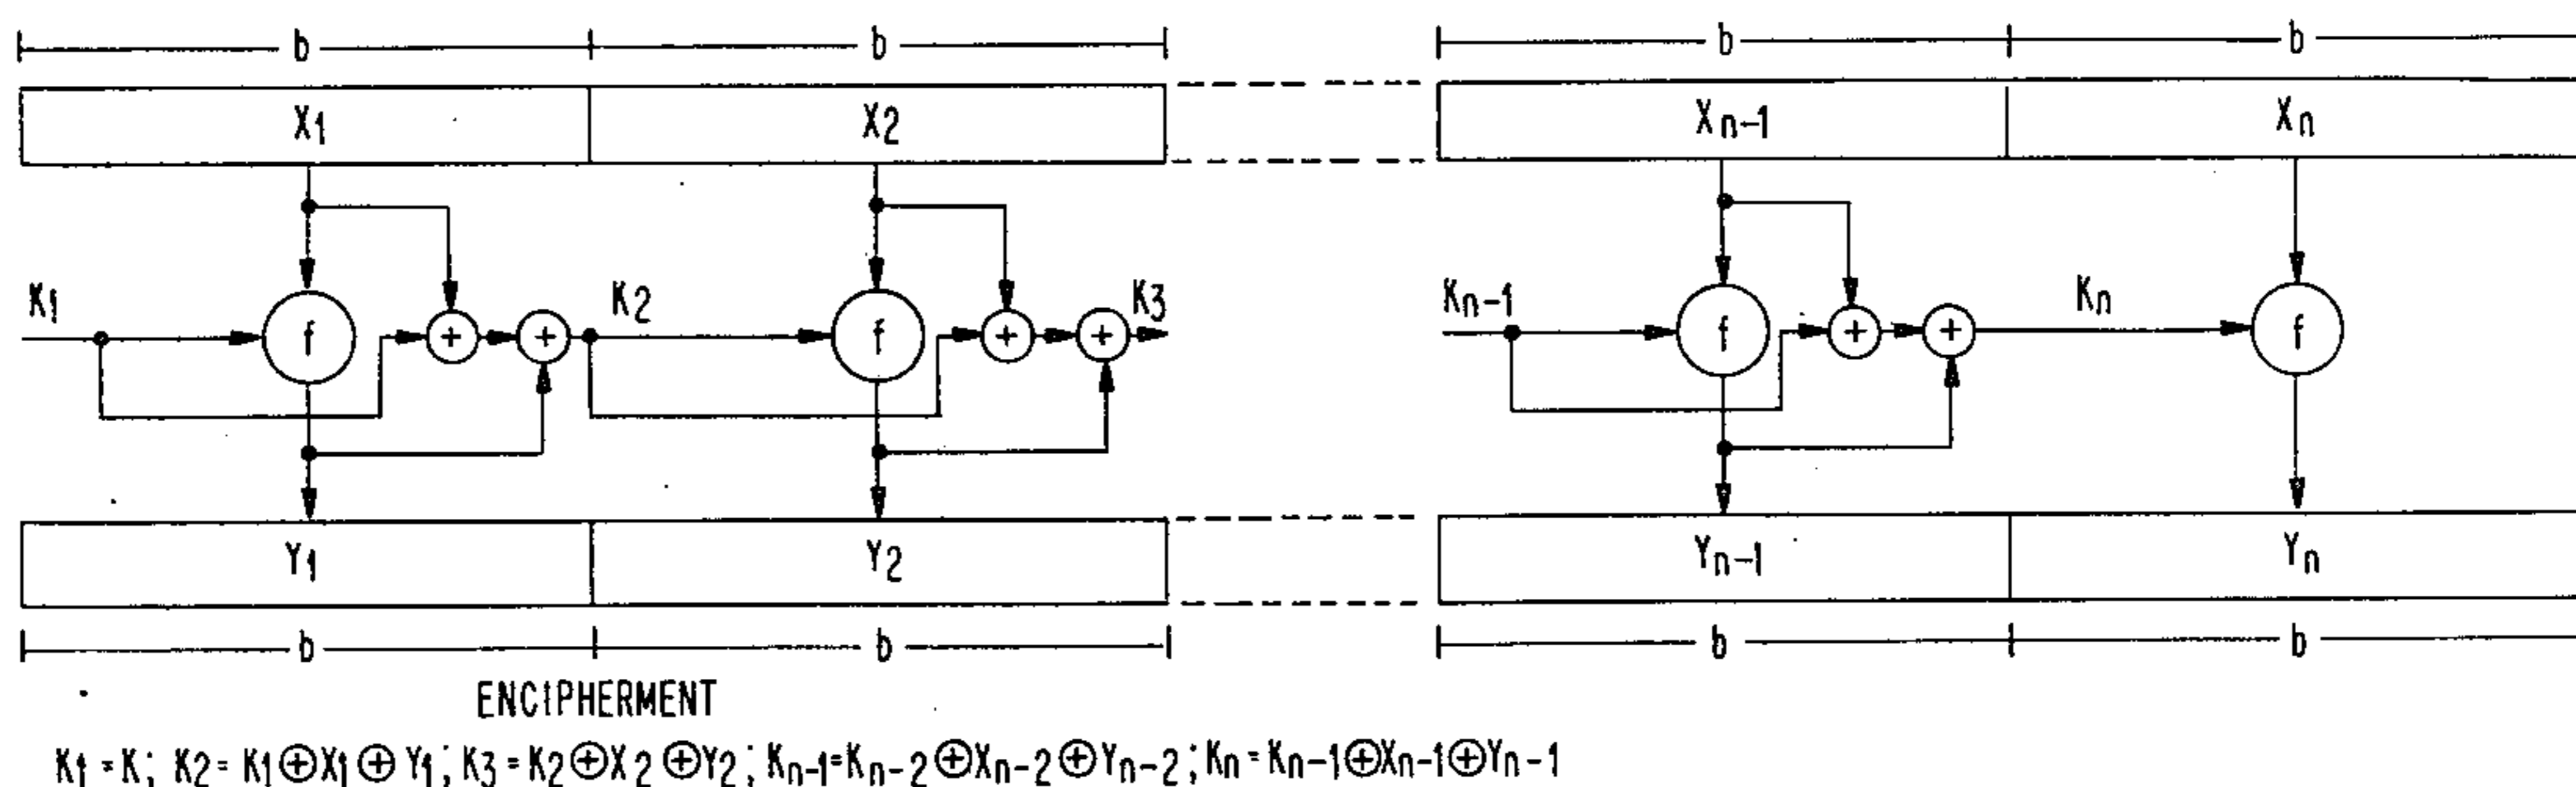 b b b b
X1 X2 Xn-1 Xn
K1 f + + K2 f + + K3 Kn-1 f + + Kn f
Y1 Y2 Yn-1 Yn
b b b b
ENCIPHERMENT
K1 = K; K2 = K1⊕X1⊕Y1; K3 = K2⊕X2⊕Y2; Kn-1=Kn-2⊕Xn-2⊕Yn-2; Kn=Kn-1⊕Xn-1⊕Yn-1